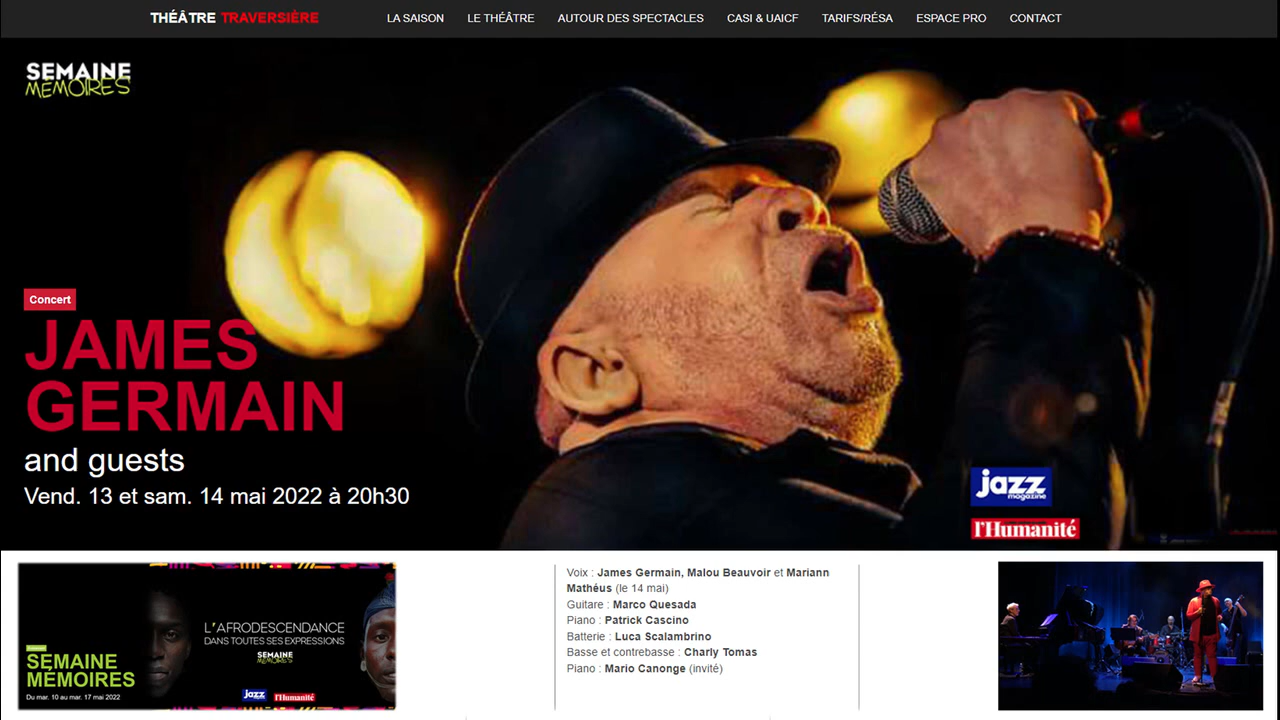 THÉÂTRE TRAVERSIÈRE
LA SAISON
LE THÉÂTRE
AUTOUR DES SPECTACLES
CASI & UAICF
TARIFS/RÉSA
ESPACE PRO
CONTACT
SEMAINE
MÉMOIRES
Concert
JAMES
GERMAIN
and guests
Vend. 13 et sam. 14 mai 2022 à 20h30
jazz
magazine
l'Humanité
L'AFRODESCENDANCE
DANS TOUTES SES EXPRESSIONS
SEMAINE
MÉMOIRES
SEMAINE
MÉMOIRES
Du mar. 10 au mar. 17 mai 2022
jazz
l'Humanité
Voix : James Germain, Malou Beauvoir et Mariann
Mathéus (le 14 mai)
Guitare : Marco Quesada
Piano : Patrick Cascino
Batterie : Luca Scalambrino
Basse et contrebasse : Charly Tomas
Piano : Mario Canonge (invité)